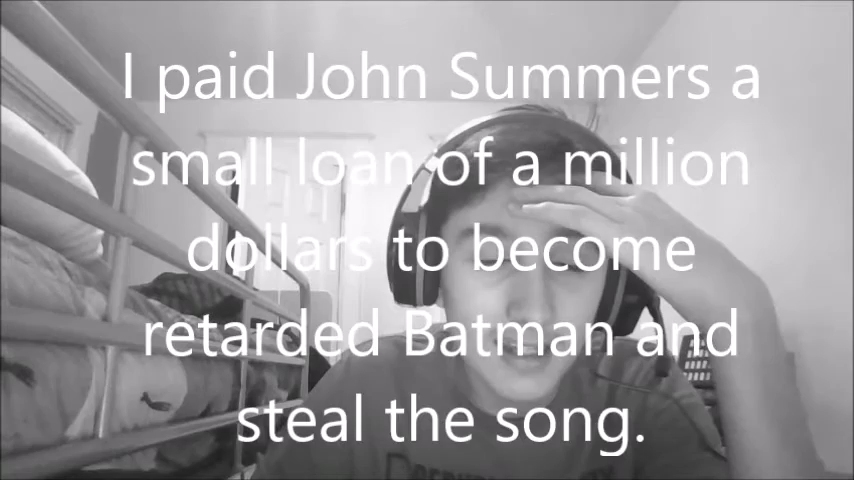 I paid John Summers a
small loan of a million
dollars to become
retarded Batman and
steal the song.